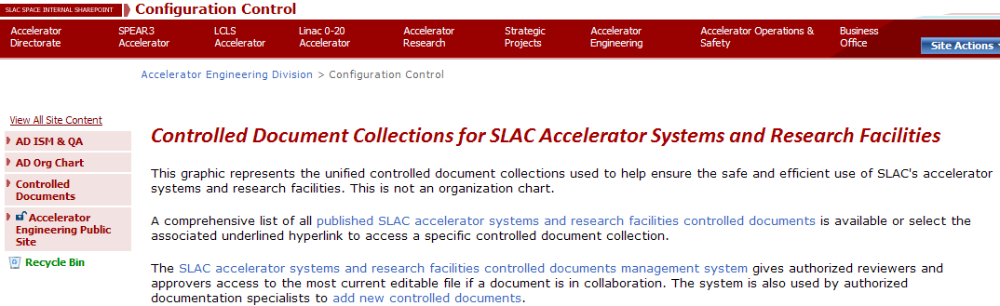 SLAC SPACE INTERNAL SHAREPOINT
Configuration Control
Accelerator Directorate
SPEAR3 Accelerator
LCLS Accelerator
Linac 0-20 Accelerator
Accelerator Research
Strategic Projects
Accelerator Engineering
Accelerator Operations & Safety
Business Office
Site Actions
Accelerator Engineering Division > Configuration Control
View All Site Content
AD ISM & QA
AD Org Chart
Controlled
Documents
Accelerator
Engineering Public
Site
Recycle Bin
Controlled Document Collections for SLAC Accelerator Systems and Research Facilities
This graphic represents the unified controlled document collections used to help ensure the safe and efficient use of SLAC's accelerator
systems and research facilities. This is not an organization chart.
A comprehensive list of all published SLAC accelerator systems and research facilities controlled documents is available or select the
associated underlined hyperlink to access a specific controlled document collection.
The SLAC accelerator systems and research facilities controlled documents management system gives authorized reviewers and
approvers access to the most current editable file if a document is in collaboration. The system is also used by authorized
documentation specialists to add new controlled documents.